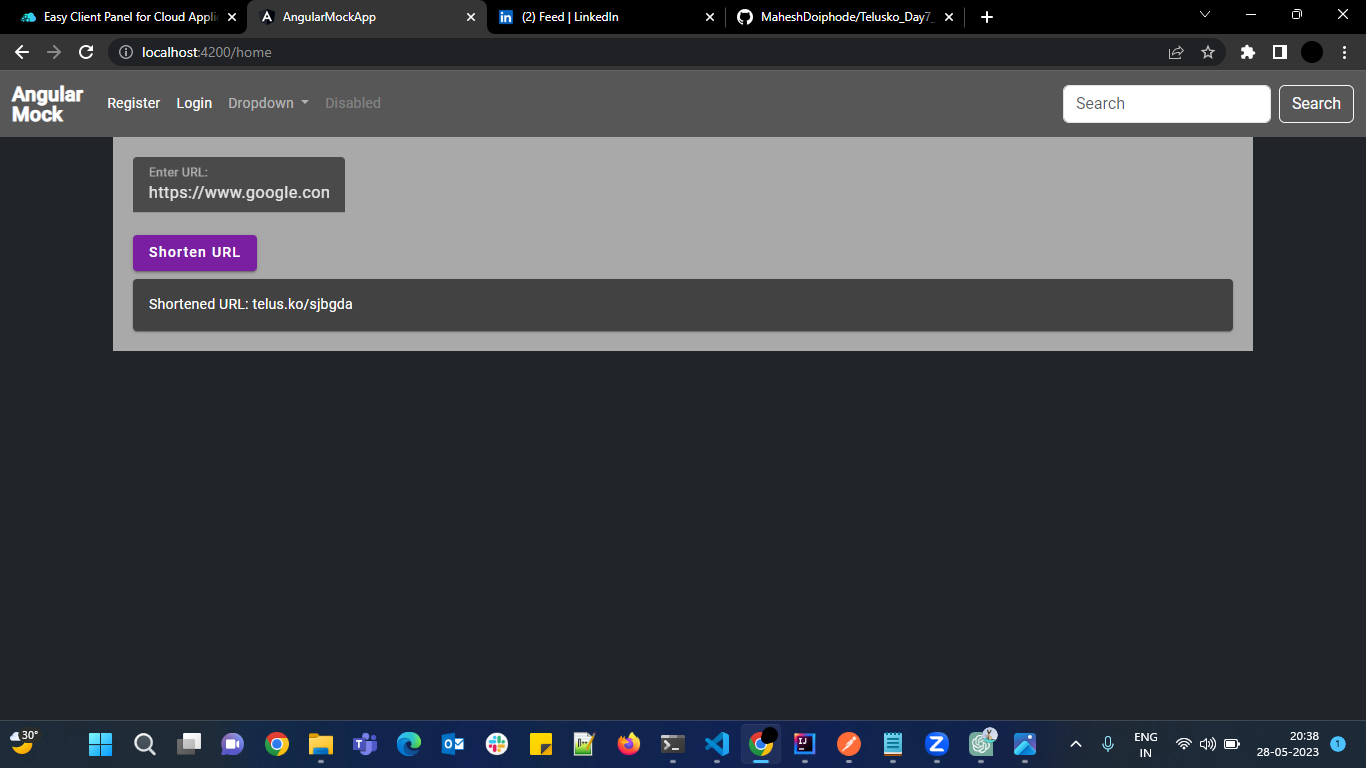 Easy Client Panel for Cloud Applic
AngularMockApp
(2) Feed | LinkedIn
MaheshDoiphode/Telusko_Day7_
localhost:4200/home
Angular
Mock
Register
Login
Dropdown
Disabled
Search
Search
Enter URL:
https://www.google.com
Shorten URL
Shortened URL: telus.ko/sjbgda
30°
ENG
IN
20:38
28-05-2023
1